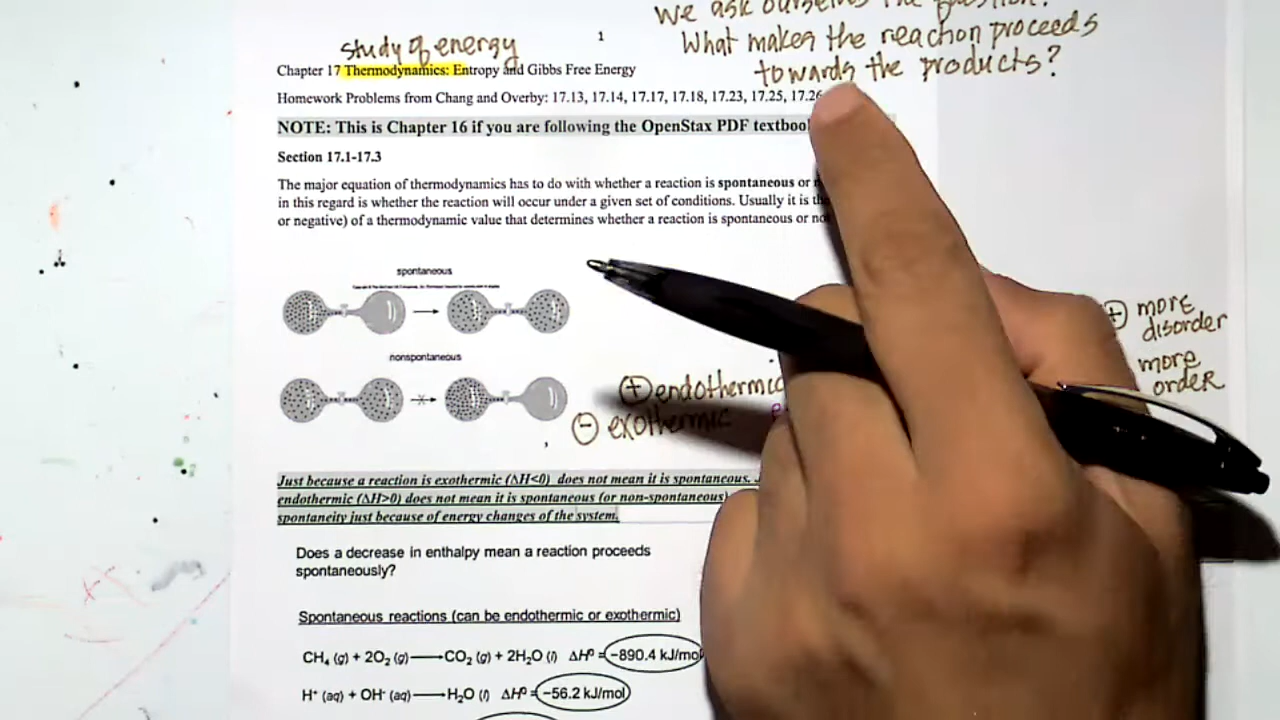 we ask ourselves the question:
What makes the reaction proceeds
towards the products?
study of energy
1
Chapter 17 Thermodynamics: Entropy and Gibbs Free Energy
Homework Problems from Chang and Overby: 17.13, 17.14, 17.17, 17.18, 17.23, 17.25, 17.26
NOTE: This is Chapter 16 if you are following the OpenStax PDF
Section 17.1-17.3
The major equation of thermodynamics has to do with whether a reaction is spontaneous or
in this regard is whether the reaction will occur under a given set of conditions. Usually it is
or negative) of a thermodynamic value that determines whether a reaction is spontaneous or
spontaneous
nonspontaneous
⊕ more
disorder
more
order
⊕ endothermic
⊖ exothermic
Just because a reaction is exothermic (ΔH<0) does not mean it is spontaneous.
endothermic (ΔH>0) does not mean it is spontaneous (or non-spontaneous)
spontaneity just because of energy changes of the system.
Does a decrease in enthalpy mean a reaction proceeds
spontaneously?
Spontaneous reactions (can be endothermic or exothermic)
CH₄ (g) + 2O₂ (g) ⟶ CO₂ (g) + 2H₂O (l) ΔH⁰ = −890.4 kJ/mol
H⁺ (aq) + OH⁻ (aq) ⟶ H₂O (l) ΔH⁰ = −56.2 kJ/mol